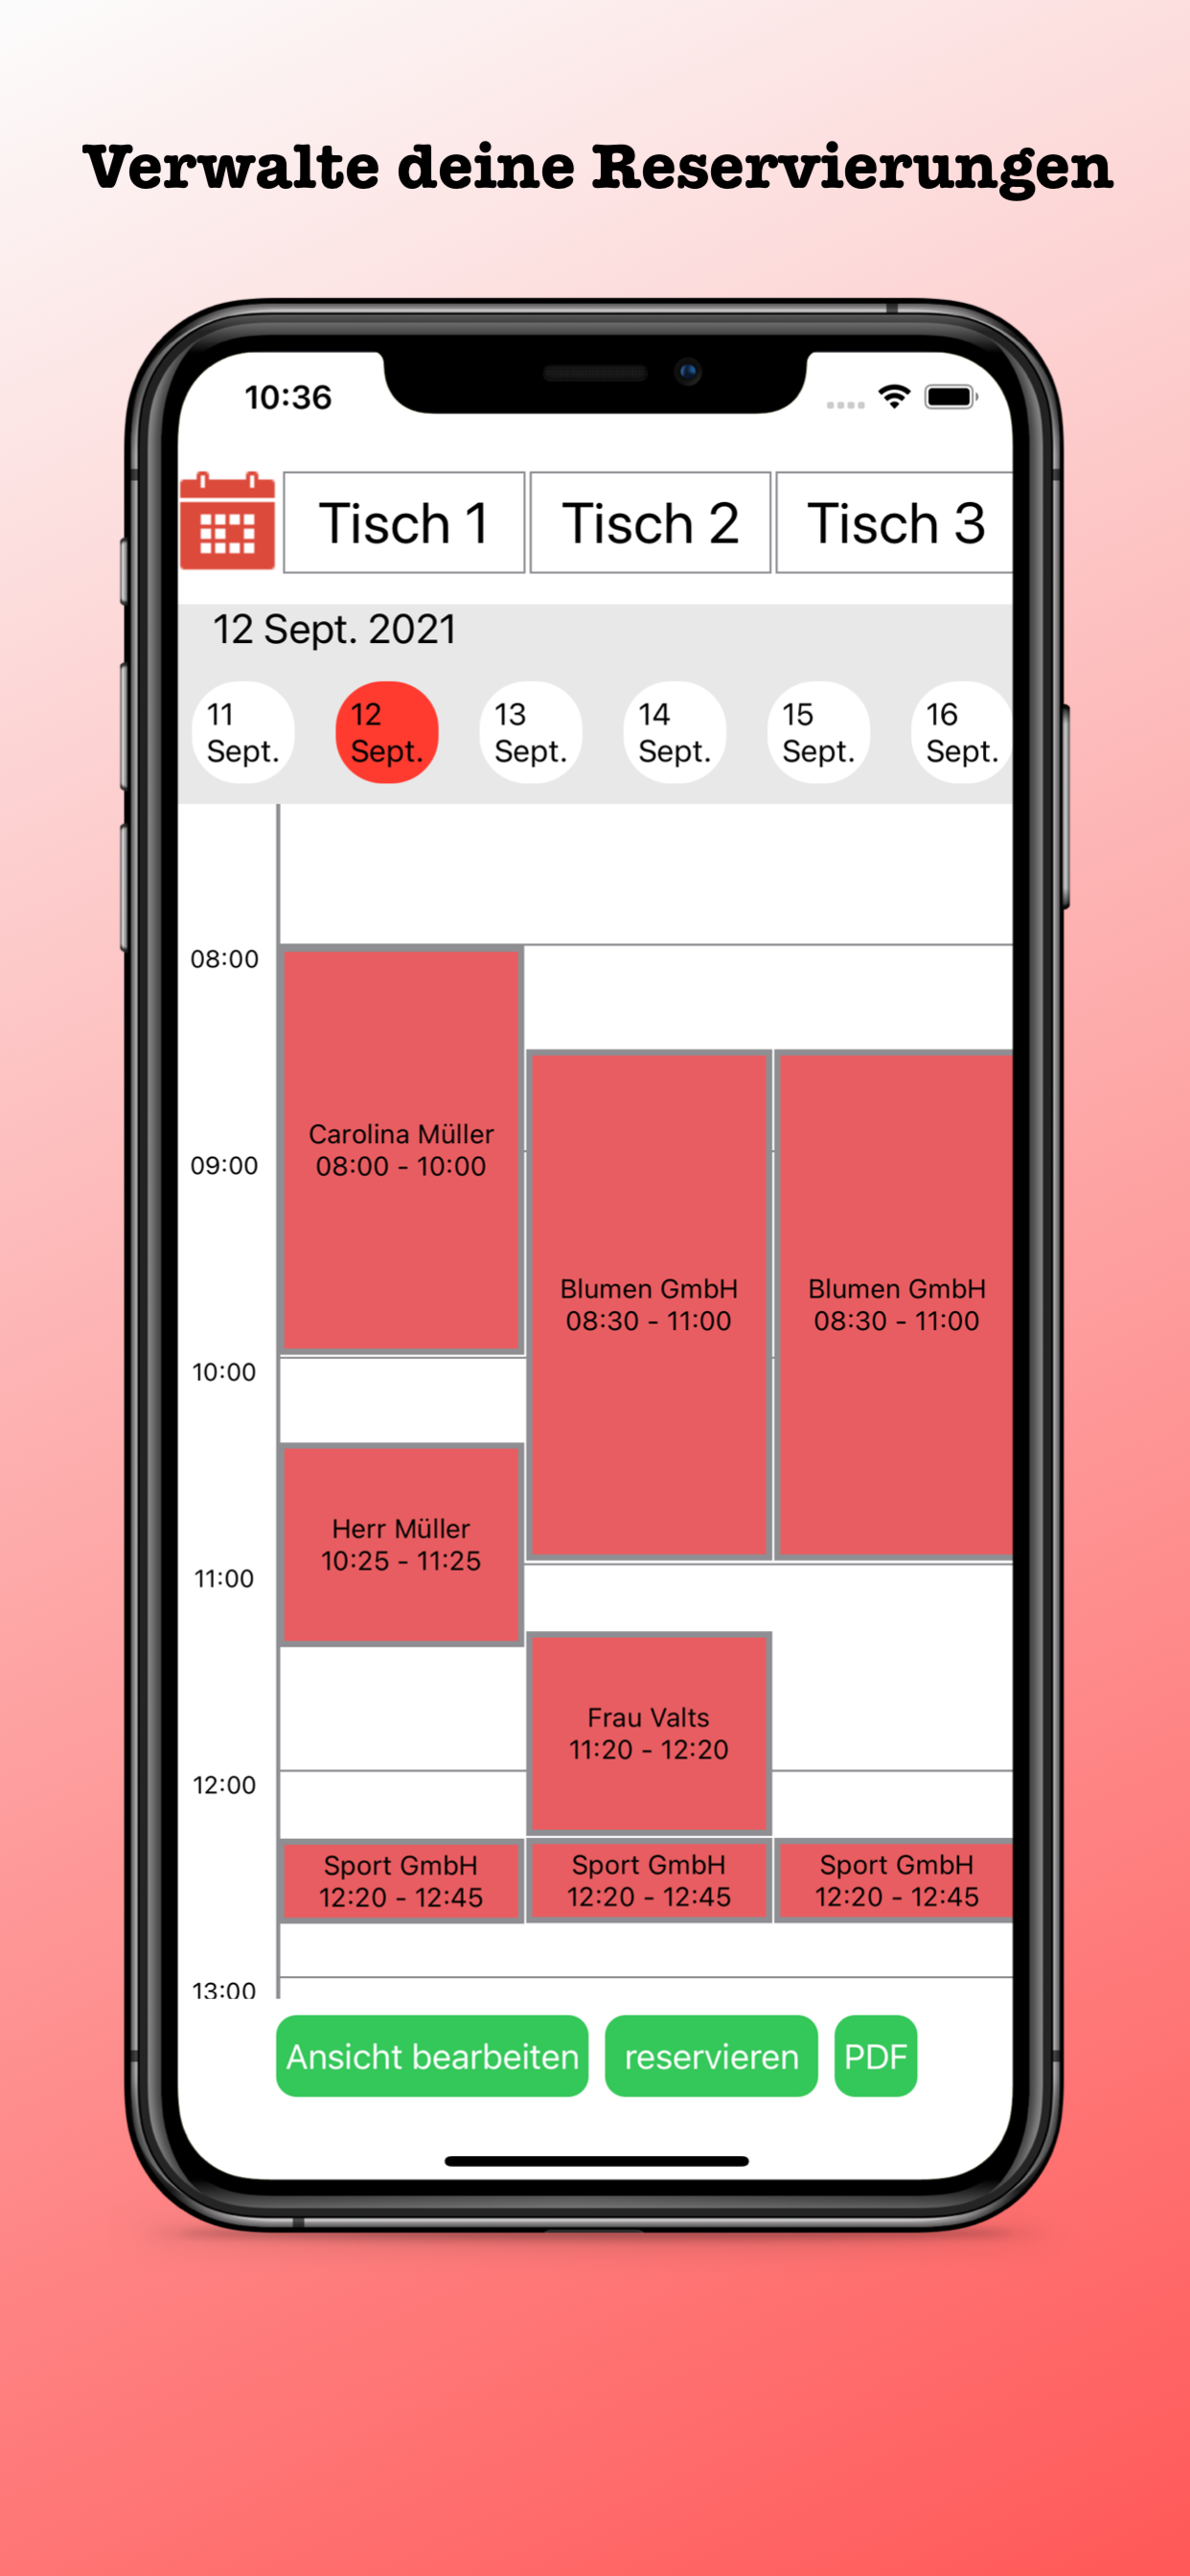 Verwalte deine Reservierungen
10:36
Tisch 1
Tisch 2
Tisch 3
12 Sept. 2021
11
Sept.
12
Sept.
13
Sept.
14
Sept.
15
Sept.
16
Sept.
08:00
Carolina Müller
08:00 - 10:00
09:00
Blumen GmbH
08:30 - 11:00
Blumen GmbH
08:30 - 11:00
10:00
Herr Müller
10:25 - 11:25
11:00
Frau Valts
11:20 - 12:20
12:00
Sport GmbH
12:20 - 12:45
Sport GmbH
12:20 - 12:45
Sport GmbH
12:20 - 12:45
13:00
Ansicht bearbeiten
reservieren
PDF